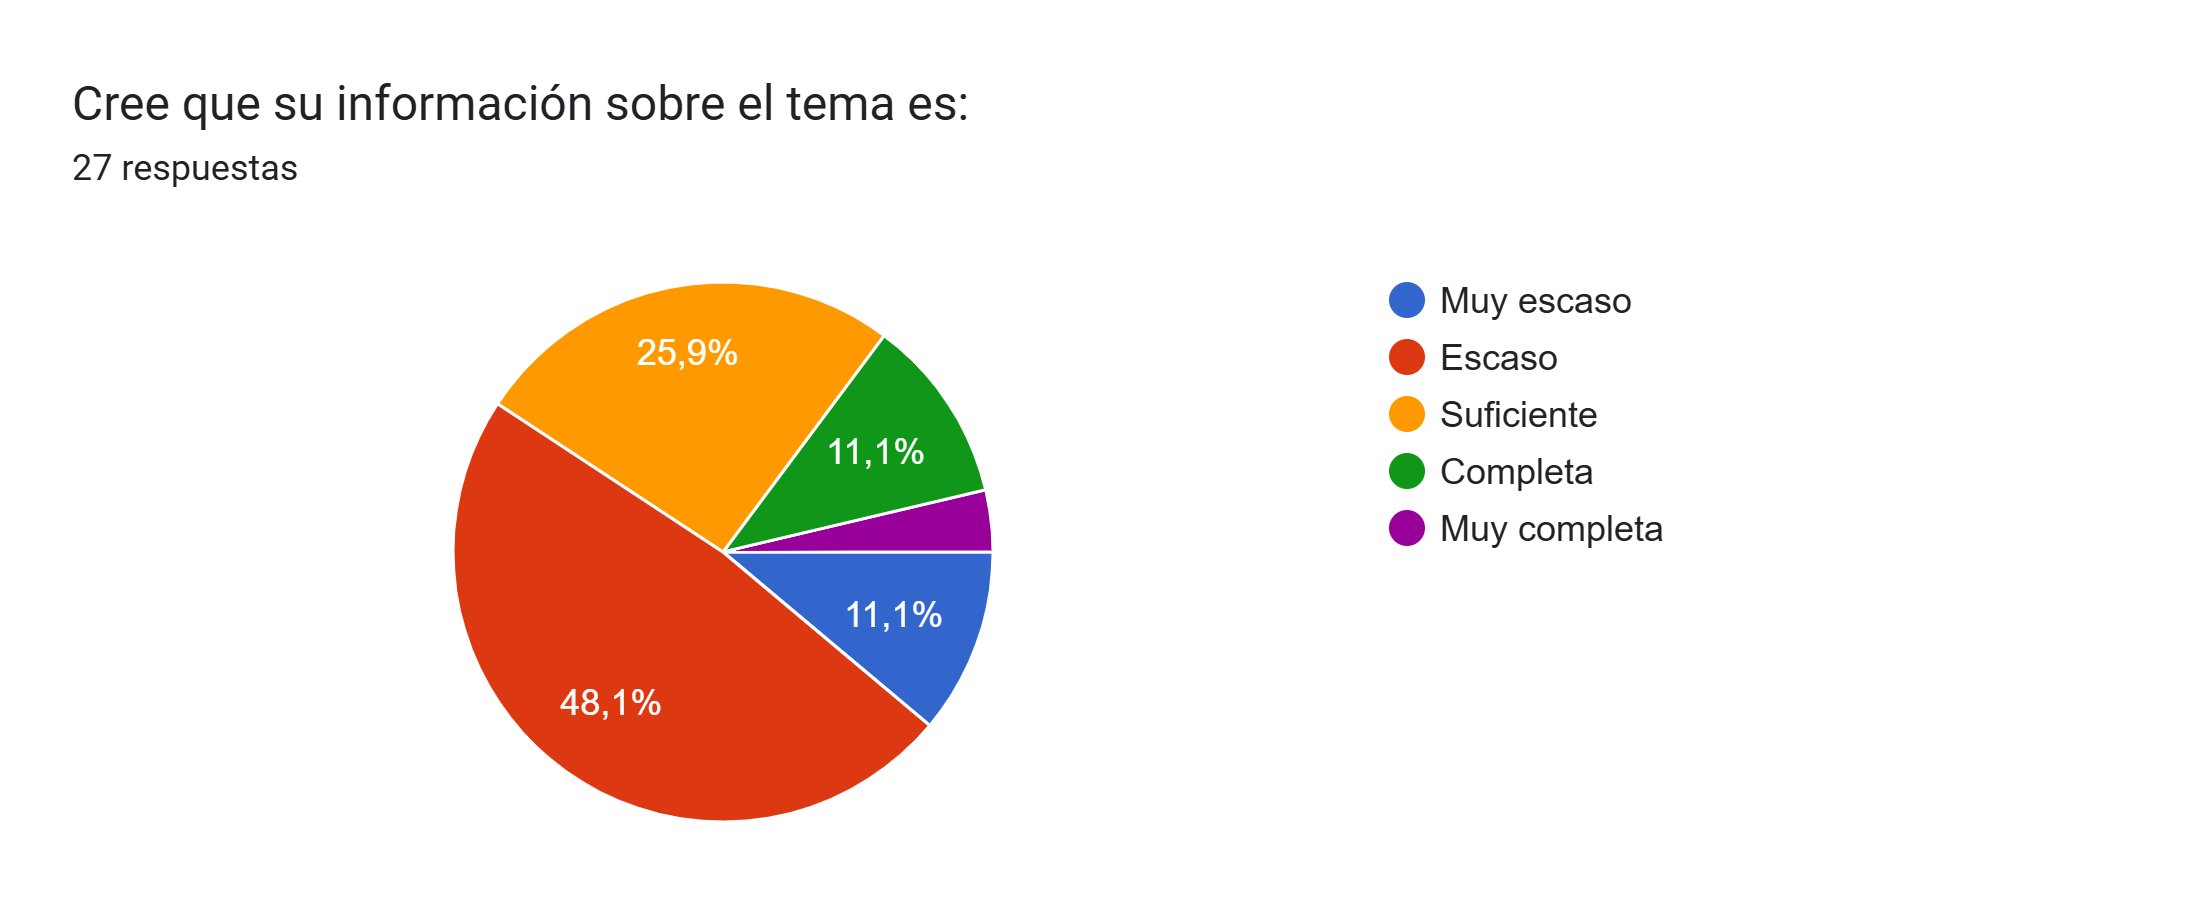 Cree que su información sobre el tema es:
27 respuestas
25,9%
11,1%
11,1%
48,1%
Muy escaso
Escaso
Suficiente
Completa
Muy completa